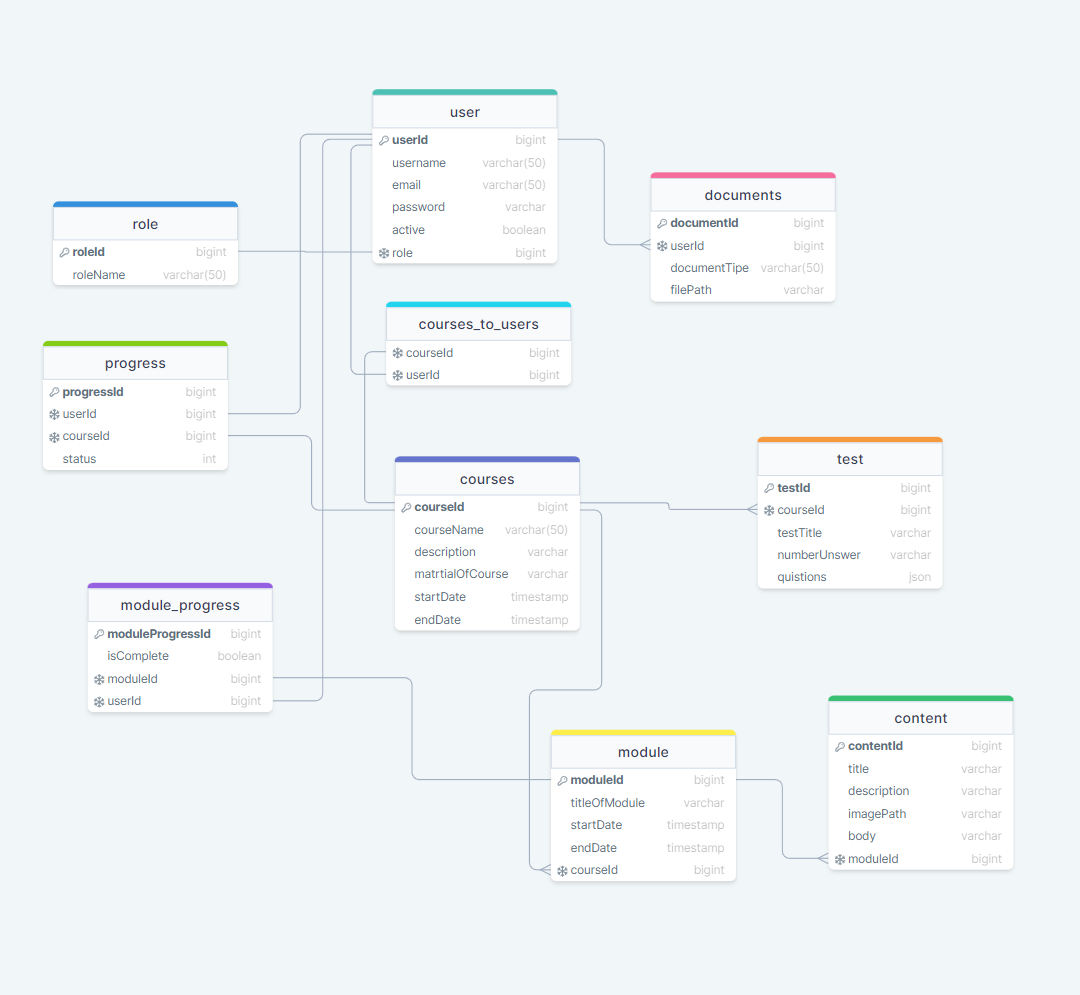 user
userId bigint
username varchar(50)
email varchar(50)
password varchar
active boolean
role bigint
documents
documentId bigint
userId bigint
documentTipe varchar(50)
filePath varchar
role
roleId bigint
roleName varchar(50)
courses_to_users
courseId bigint
userId bigint
progress
progressId bigint
userId bigint
courseId bigint
status int
courses
courseId bigint
courseName varchar(50)
description varchar
matrtialOfCourse varchar
startDate timestamp
endDate timestamp
test
testId bigint
courseId bigint
testTitle varchar
numberUnswer varchar
quistions json
module_progress
moduleProgressId bigint
isComplete boolean
moduleId bigint
userId bigint
module
moduleId bigint
titleOfModule varchar
startDate timestamp
endDate timestamp
courseId bigint
content
contentId bigint
title varchar
description varchar
imagePath varchar
body varchar
moduleId bigint